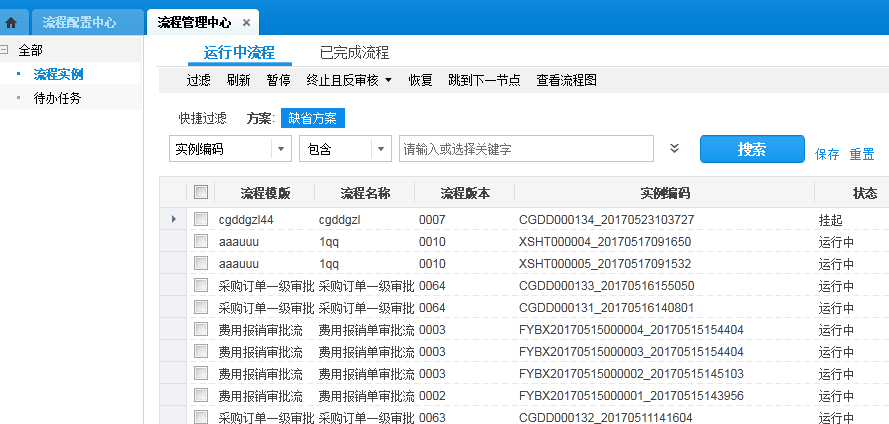 流程配置中心 流程管理中心 ×
全部
流程实例
待办任务
运行中流程 已完成流程
过滤 刷新 暂停 终止且反审核 恢复 跳到下一节点 查看流程图
快捷过滤 方案: 缺省方案
实例编码 包含 请输入或选择关键字 搜索 保存 重置
流程模版 流程名称 流程版本 实例编码 状态
cgddgzl44 cgddgzl 0007 CGDD000134_20170523103727 挂起
aaauuu 1qq 0010 XSHT000004_20170517091650 运行中
aaauuu 1qq 0010 XSHT000005_20170517091532 运行中
采购订单一级审批 采购订单一级审批 0064 CGDD000133_20170516155050 运行中
采购订单一级审批 采购订单一级审批 0064 CGDD000131_20170516140801 运行中
费用报销审批流 费用报销单审批流 0003 FYBX20170515000004_20170515154404 运行中
费用报销审批流 费用报销单审批流 0003 FYBX20170515000003_20170515154404 运行中
费用报销审批流 费用报销单审批流 0003 FYBX20170515000002_20170515145103 运行中
费用报销审批流 费用报销单审批流 0002 FYBX20170515000001_20170515143956 运行中
采购订单一级审批 采购订单一级审批 0063 CGDD000132_20170511141604 运行中